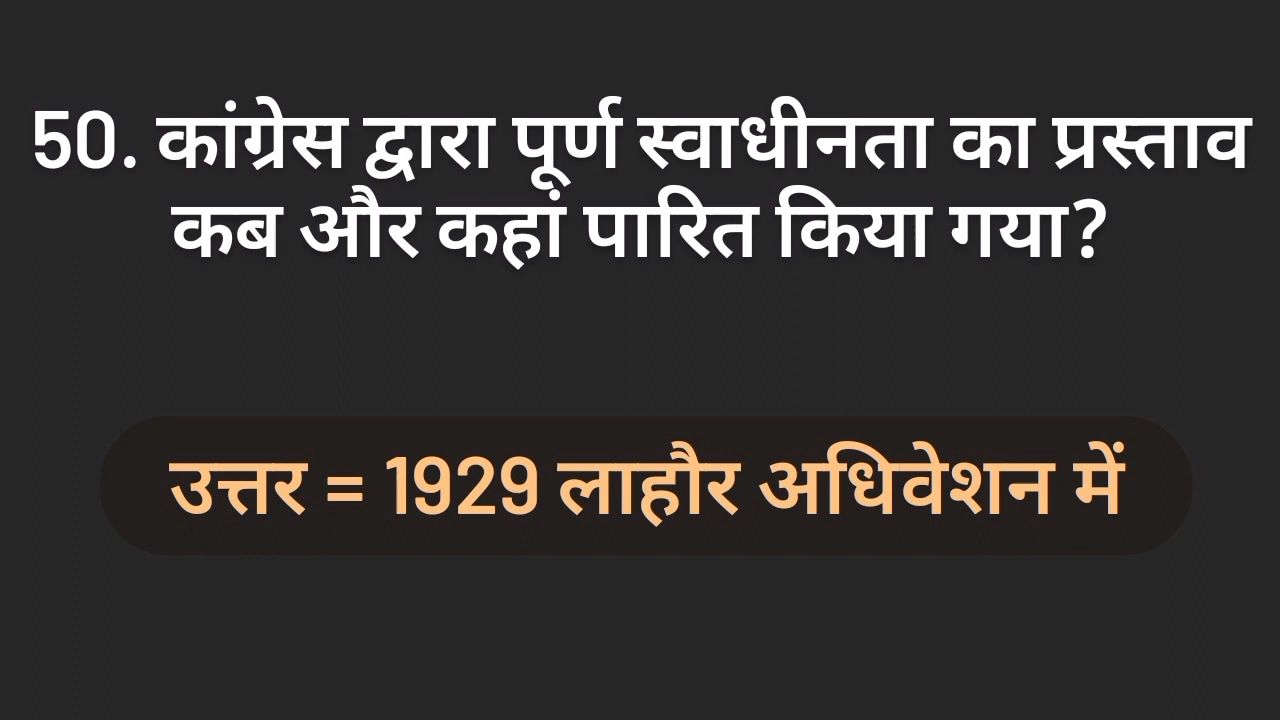 50. कांग्रेस द्वारा पूर्ण स्वाधीनता का प्रस्ताव
कब और कहां पारित किया गया?
उत्तर = 1929 लाहौर अधिवेशन में